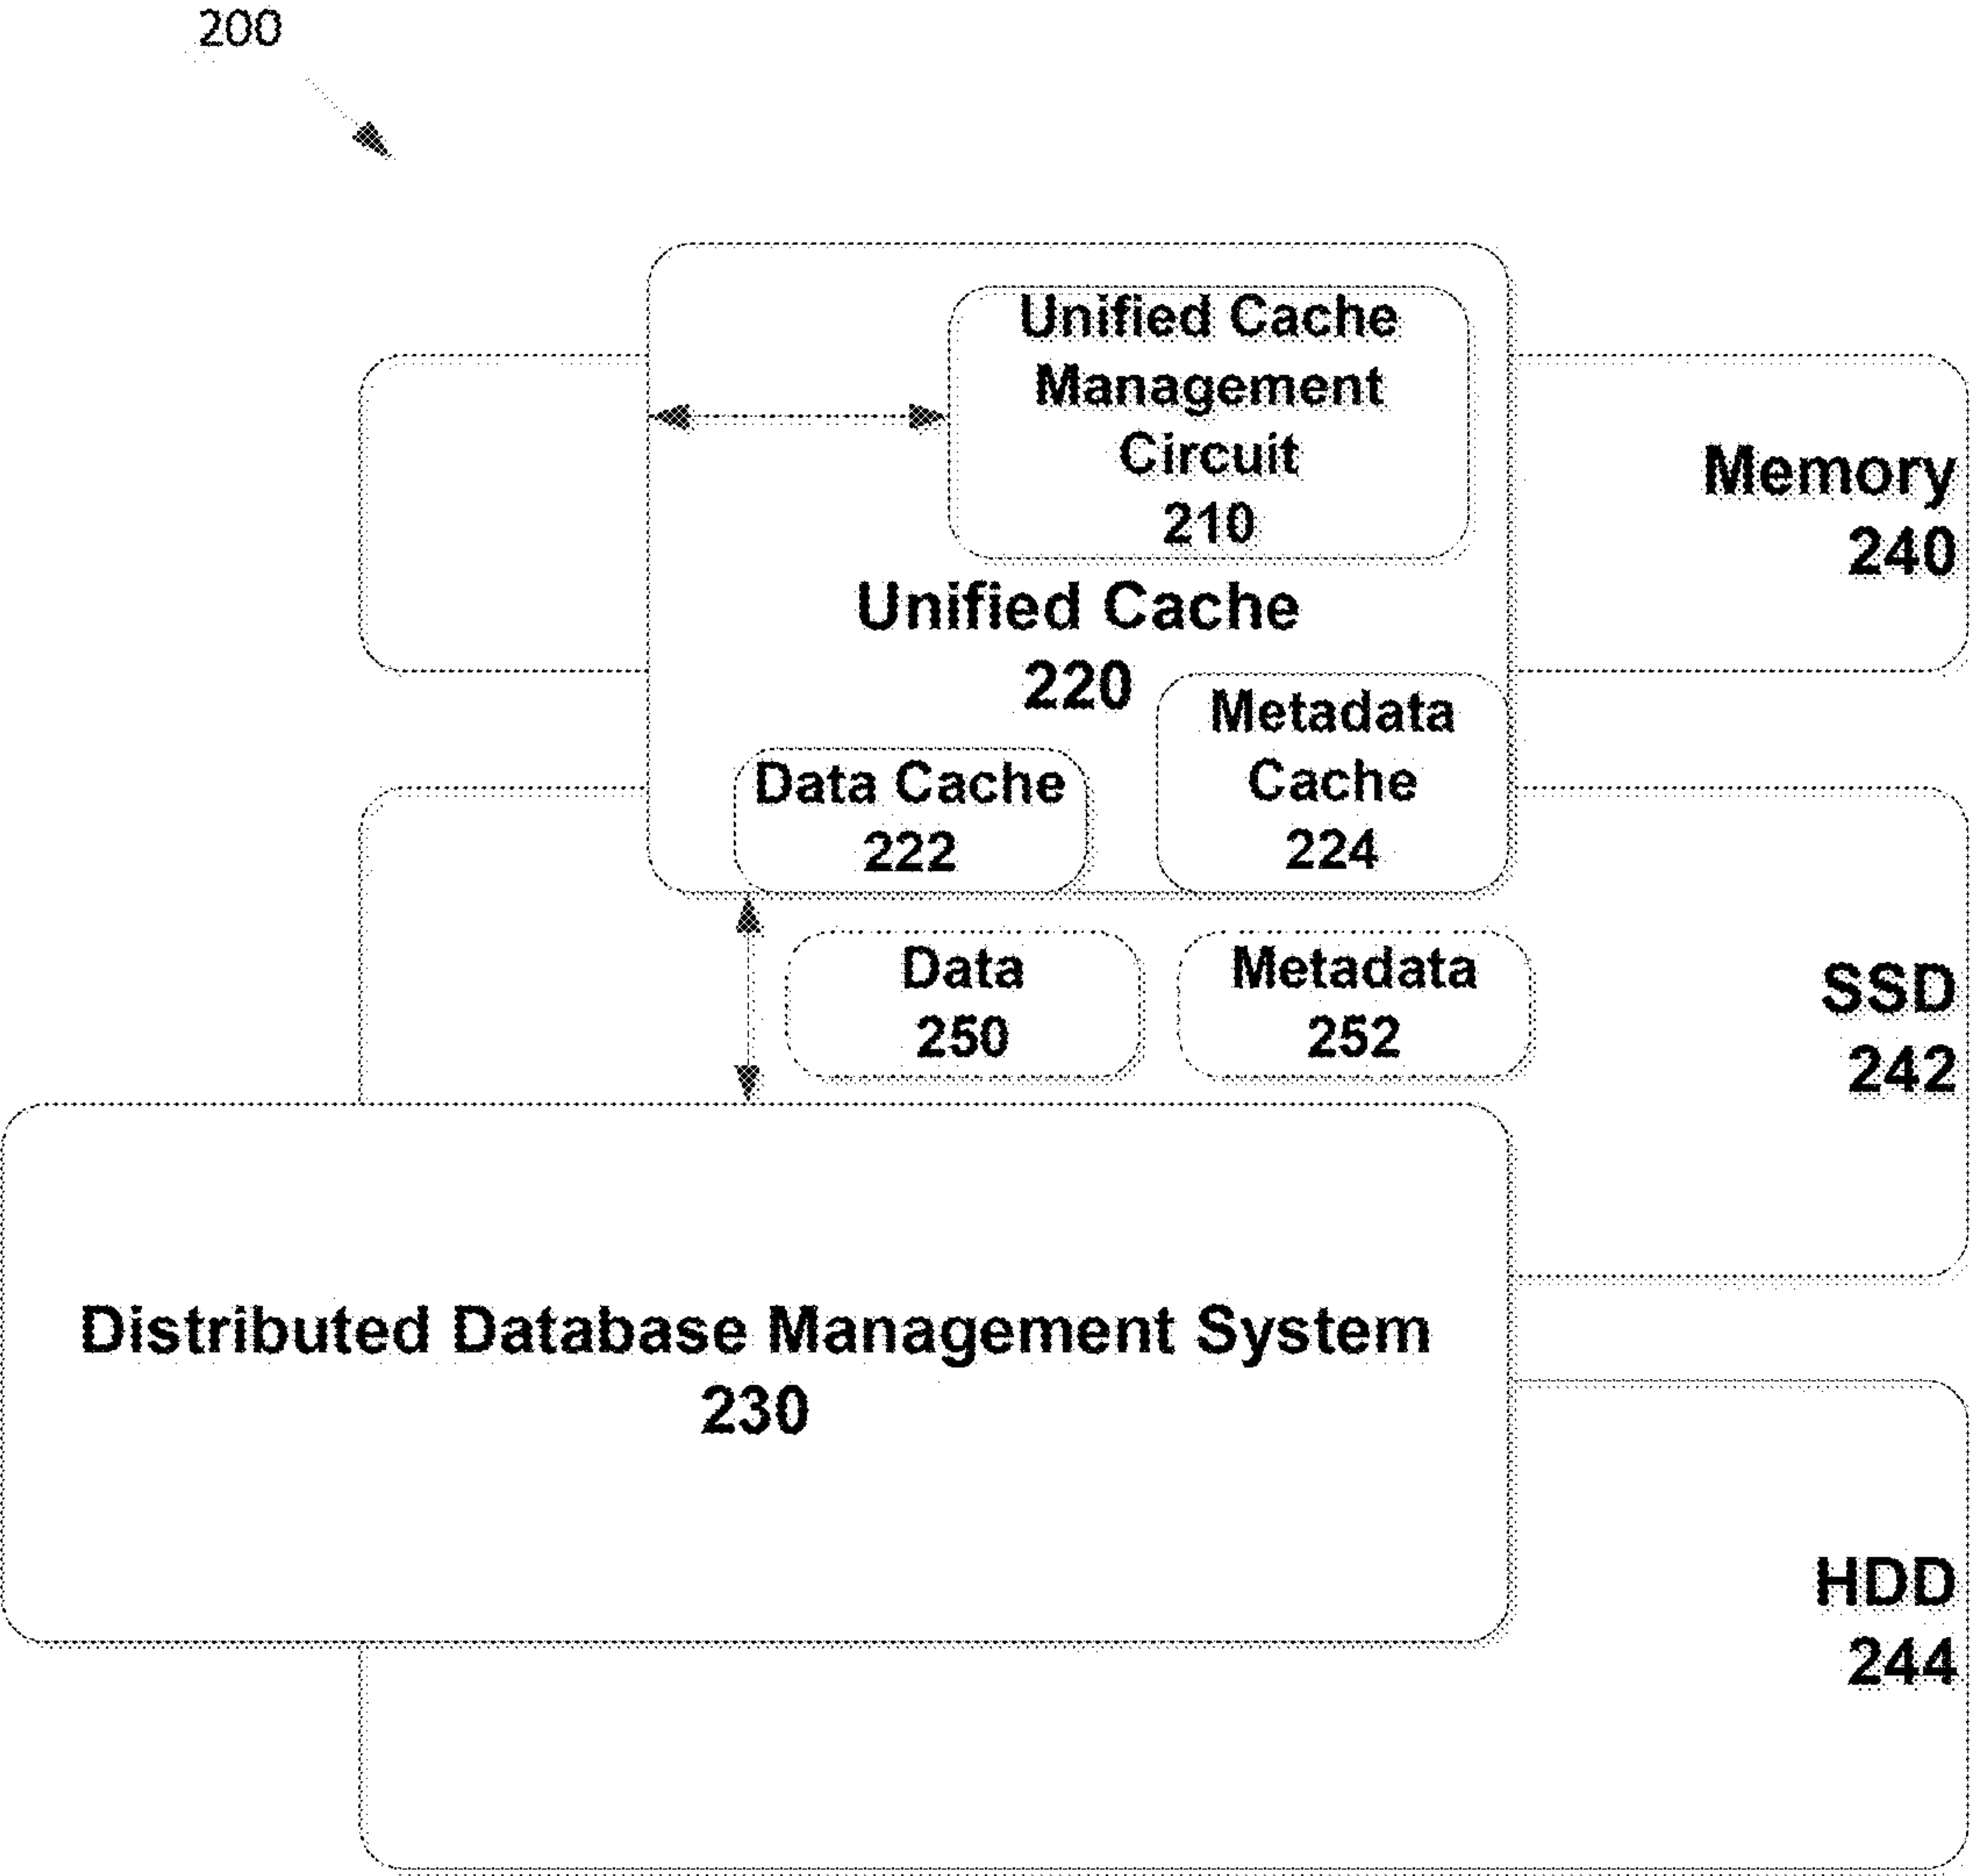 200
Unified Cache
Management
Circuit
210
Memory
240
Unified Cache
220
Metadata
Cache
224
Data Cache
222
Data
250
Metadata
252
SSD
242
Distributed Database Management System
230
HDD
244